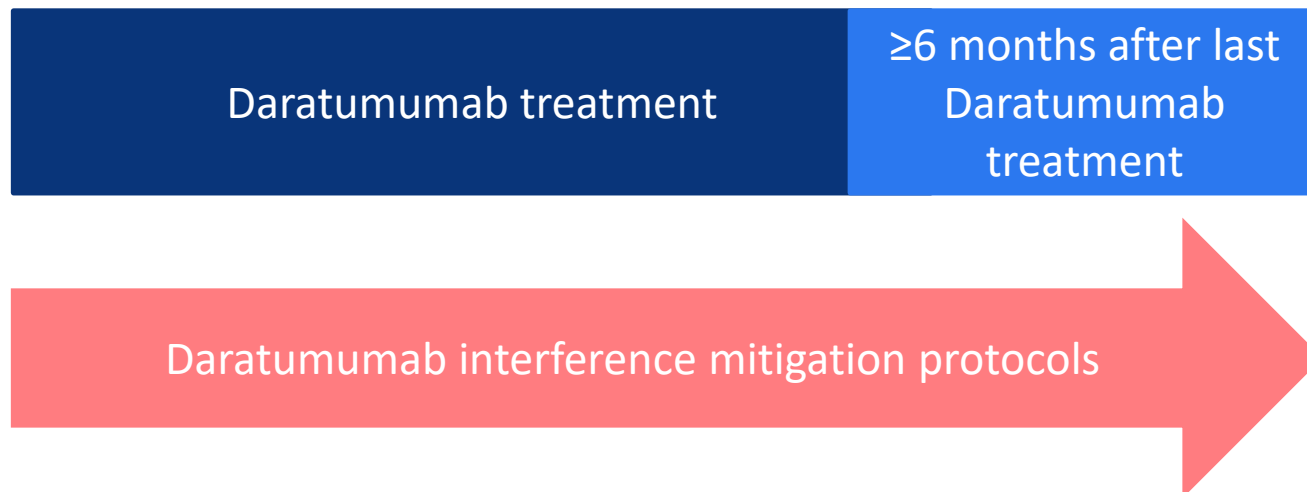 Daratumumab treatment
≥6 months after last
Daratumumab
treatment
Daratumumab interference mitigation protocols